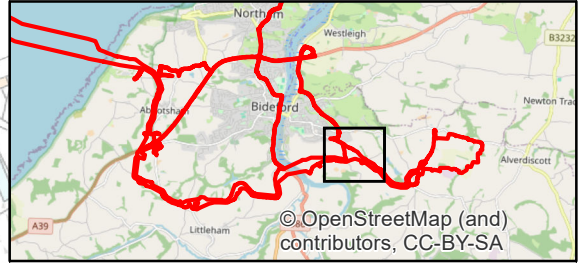 Northam
Westleigh
B3232
Abbotsham
Bideford
Newton Trac
Alverdiscott
A39
Littleham
© OpenStreetMap (and)
contributors, CC-BY-SA